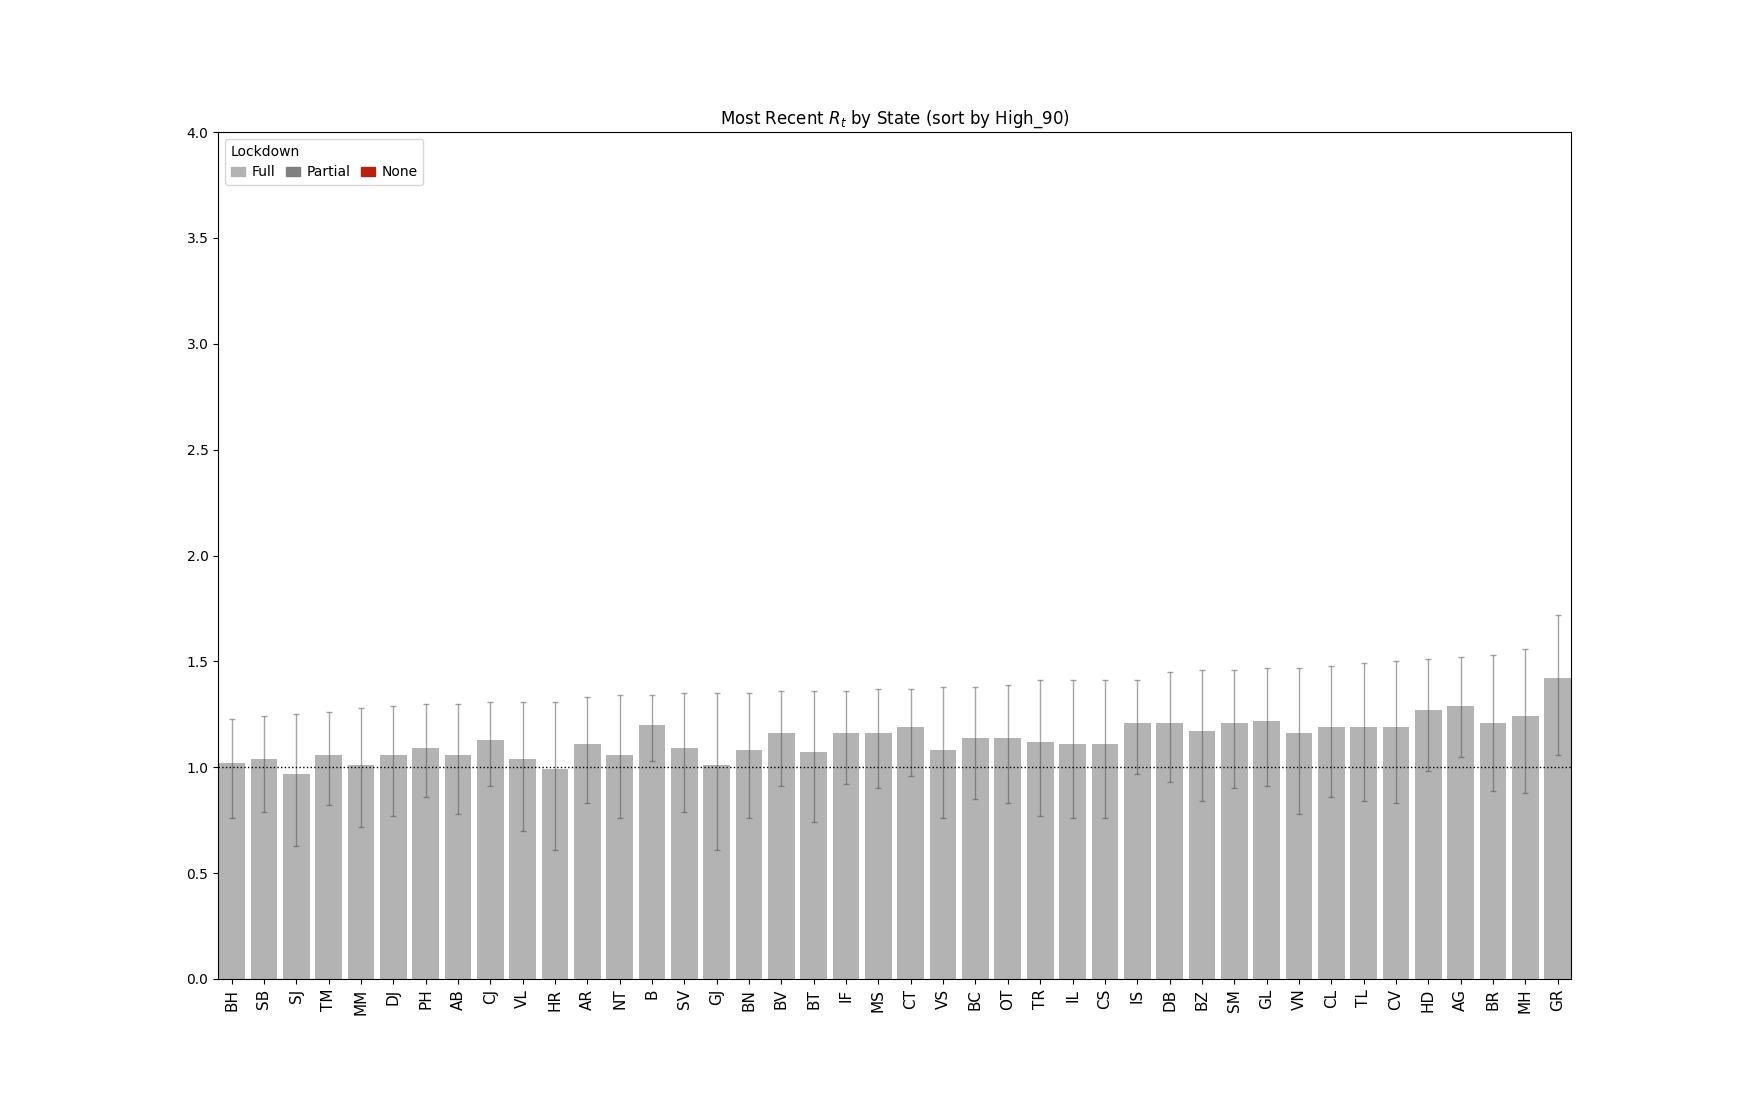 Most Recent Rt by State (sort by High_90)
Lockdown
Full Partial None
4.0
3.5
3.0
2.5
2.0
1.5
1.0
0.5
0.0
BH SB SJ TM MM DJ PH AB CJ VL HR AR NT B SV GJ BN BV BT IF MS CT VS BC OT TR IL CS IS DB BZ SM GL VN CL TL CV HD AG BR MH GR